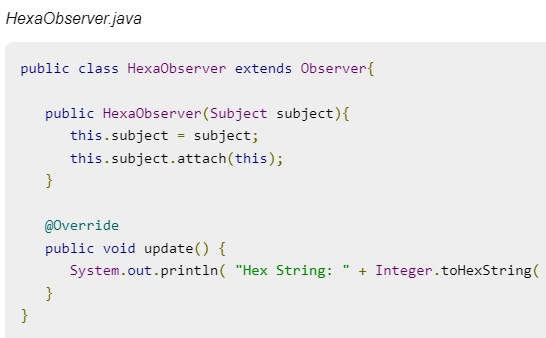 HexaObserver.java
public class HexaObserver extends Observer{
public HexaObserver(Subject subject){
this.subject = subject;
this.subject.attach(this);
}
@Override
public void update() {
System.out.println( "Hex String: " + Integer.toHexString(
}
}